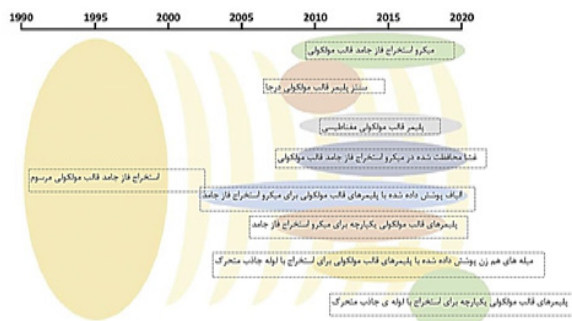 1990 1995 2000 2005 2010 2015 2020
میکرو استخراج فاز جامد قالب مولکولی
سنتز پلیمر قالب مولکولی درجا
پلیمر قالب مولکولی مغناطیسی
فضا محافظت شده در میکرو استخراج فاز جامد قالب مولکولی
استخراج فاز جامد قالب مولکولی مرسوم
الیاف پوشش داده شده با پلیمرهای قالب مولکولی برای میکرو استخراج فاز جامد
پلیمرهای قالب مولکولی یکپارچه برای میکرو استخراج فاز جامد
میله های هم زن پوشش داده شده با پلیمرهای قالب مولکولی برای استخراج با لوله جاذب متحرک
پلیمرهای قالب مولکولی یکپارچه برای استخراج با لوله ی جاذب متحرک